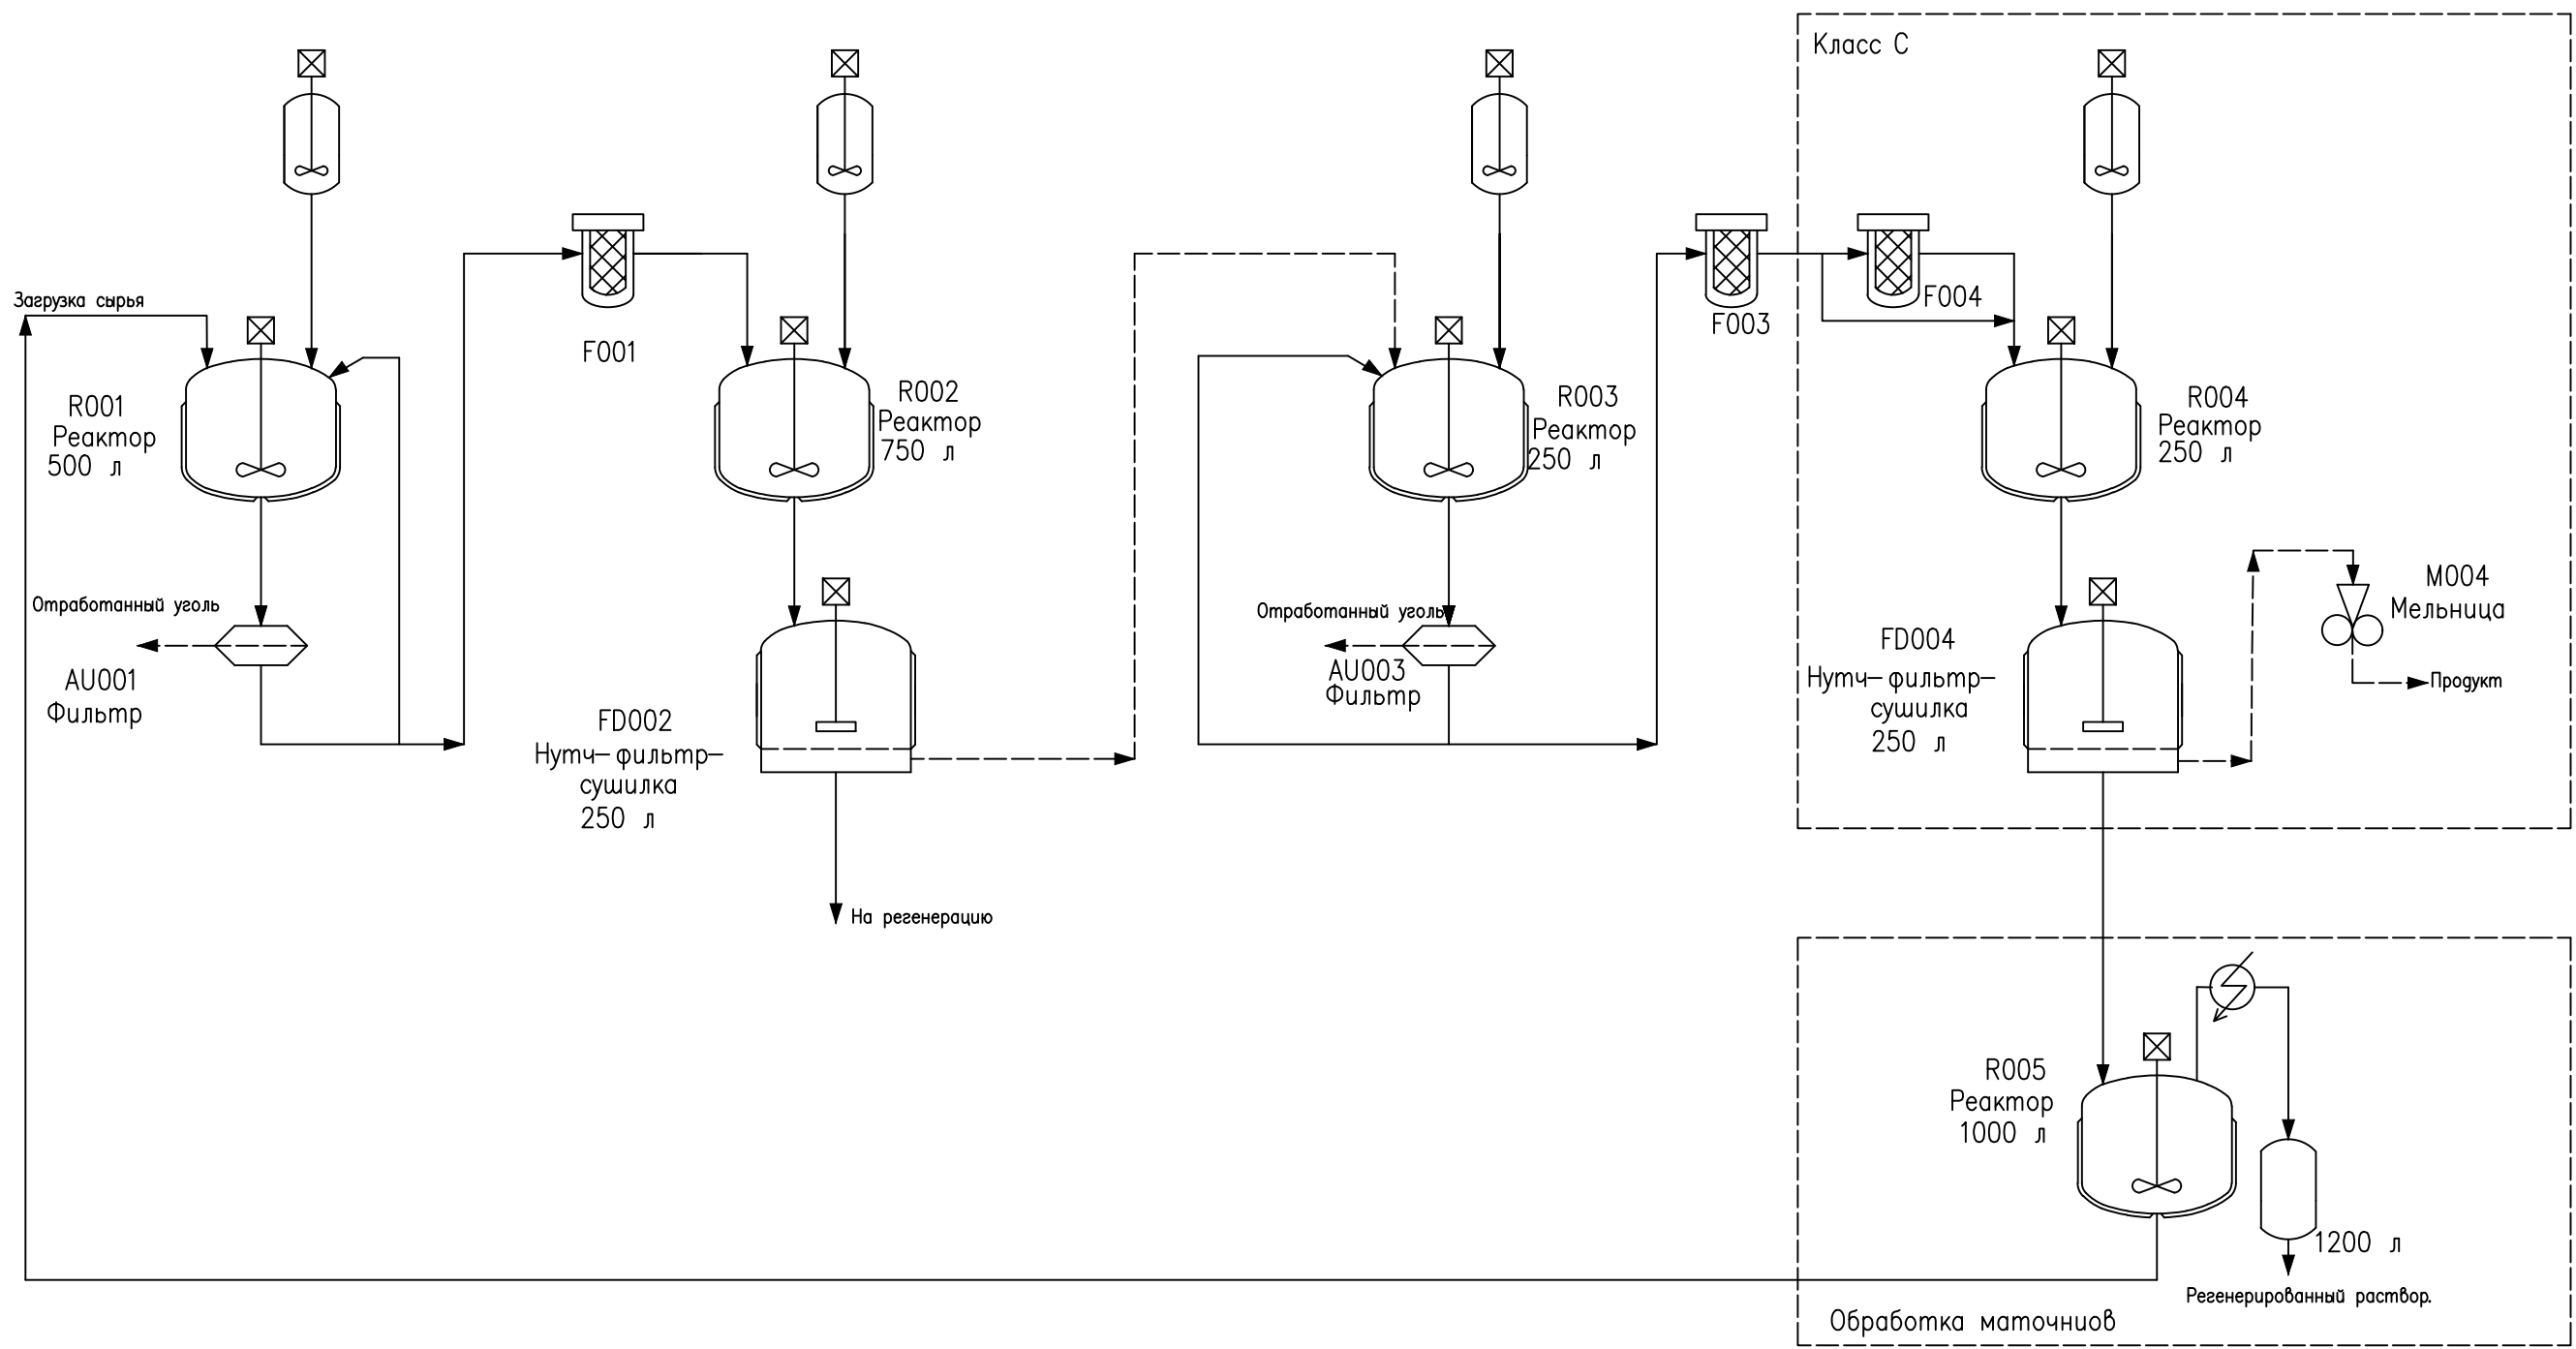 Класс С
Загрузка сырья
F001
F003
F004
R001
Реактор
500 л
R002
Реактор
750 л
R003
Реактор
250 л
R004
Реактор
250 л
Отработанный уголь
AU001
Фильтр
FD002
Нутч-фильтр-
сушилка
250 л
На регенерацию
Отработанный уголь
AU003
Фильтр
FD004
Нутч-фильтр-
сушилка
250 л
M004
Мельница
Продукт
R005
Реактор
1000 л
1200 л
Регенерированный раствор.
Обработка маточниов